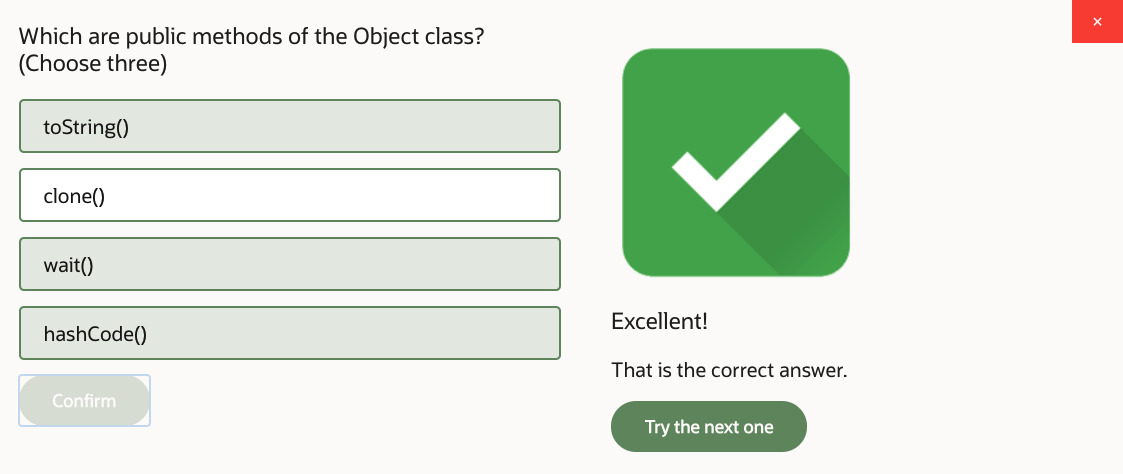 Which are public methods of the Object class?
(Choose three)
toString()
clone()
wait()
hashCode()
Confirm
×
Excellent!
That is the correct answer.
Try the next one